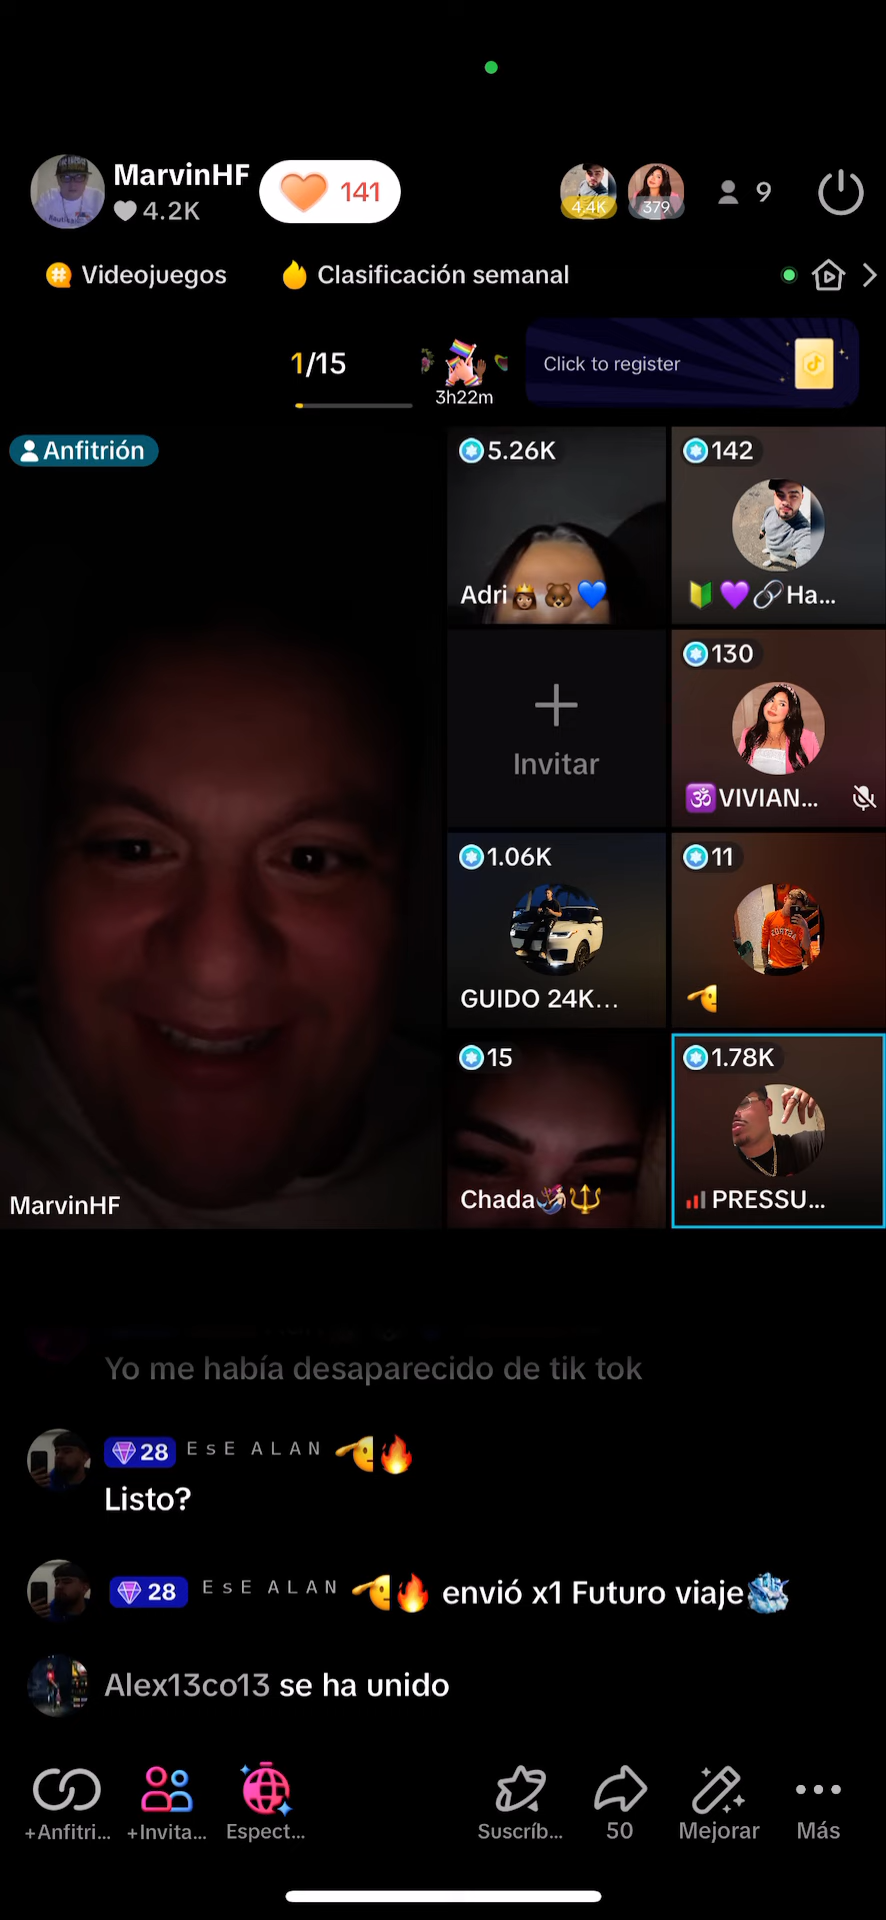 MarvinHF
4.2K
141
4.4K
379
9
Videojuegos
Clasificación semanal
1/15
3h22m
Click to register
Anfitrión
5.26K
Adri
142
Ha...
Invitar
130
VIVIAN...
1.06K
GUIDO 24K...
11
15
Chada
1.78K
PRESSU...
MarvinHF
Yo me había desaparecido de tik tok
28 EsE ALAN
Listo?
28 EsE ALAN envió x1 Futuro viaje
Alex13co13 se ha unido
+Anfitri...
+Invita...
Espect...
Suscríb...
50
Mejorar
Más